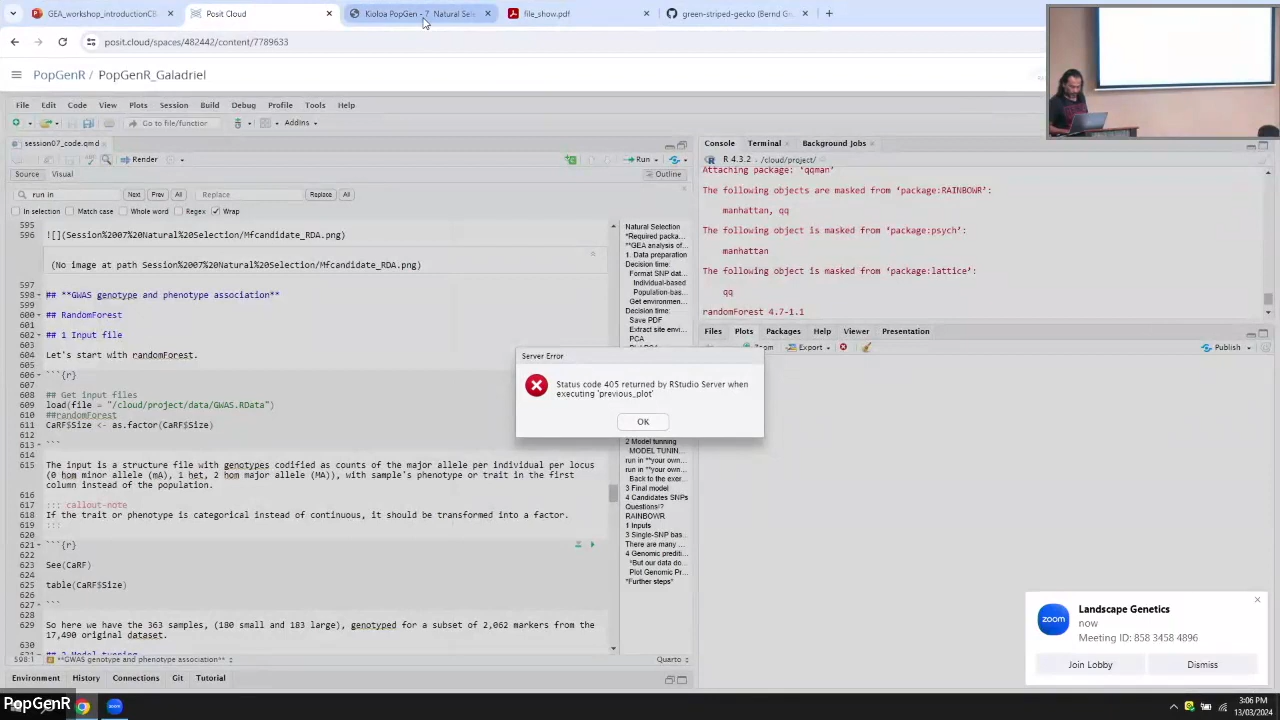 GEA_workshop_introductionCB
Posit Cloud
Kioloa PopGen - 7 Natural Sele
file_show.pdf
green-striped-gecko (Bernd Gr
posit.cloud/spaces/482442/content/7789633
PopGenR / PopGenR_Galadriel
File Edit Code View Plots Session Build Debug Profile Tools Help
Go to file/function
Addins
session07_code.qmd
Render
Run
Source Visual
Outline
run in
Next Prev All
Replace
Replace All
In selection Match case Whole word Regex Wrap
595
596 ![](Session%2007%20Natural%20Selection/Mfcandidate_RDA.png)
(No image at path Session%2007%20Natural%20Selection/Mfcandidate_RDA.png)
597
598 ## **GWAS genotype and phenotype association**
599
600 ## RandomForest
601
602 ## 1 Input file
603
604 Let's start with randomForest.
605
606 ```{r}
607
608 ## Get input files
609 load(file = "/cloud/project/data/GWAS.RData")
610 ##randomForest
611 CaRF$Size <- as.factor(CaRF$Size)
612
613 ```
614
615 The input is a structure file with genotypes codified as counts of the major allele per individual per locus
(0 hom minor allele (mA), 1 het, 2 hom major allele (MA)), with sample's phenotype or trait in the first
column instead of the population.
616
617 ::: callout-note
618 If the trait or phenotype is categorical instead of continuous, it should be transformed into a factor.
619 :::
620
621 ```{r}
622
623 See(CaRF)
624
625 table(CaRF$Size)
626
627 ```
628
629 So here we have the 363 samples, (180 small and 183 large), genotyped for a subset of 2,062 markers from the
17,490 original dataset.
630
598:1 **GWAS genotype and phenotype association**
Quarto
Natural Selection
*Required packa...
**GEA analysis of...
1. Data preparation
Decision time:
Format SNP dat...
Individual-based
Population-bas...
Get environmen...
Decision time:
Save PDF
Extract site envi...
PCA
2 Model tunning
MODEL TUNIN...
run in **your own...
run in **your own...
Back to the exer...
3 Final model
4 Candidates SNPs
Questions!?
RAINBOWR
1 Inputs
3 Single-SNP bas...
There are many ...
4 Genomic prediti...
*But our data do...
Plot Genomic Pr...
*Further steps*
Console Terminal Background Jobs
R 4.3.2 · /cloud/project/
Attaching package: 'qqman'
The following objects are masked from 'package:RAINBOWR':
manhattan, qq
The following object is masked from 'package:psych':
manhattan
The following object is masked from 'package:lattice':
qq
randomForest 4.7-1.1
Files Plots Packages Help Viewer Presentation
Zoom Export
Publish
Server Error
Status code 405 returned by RStudio Server when
executing 'previous_plot'
OK
zoom
Landscape Genetics
now
Meeting ID: 858 3458 4896
Join Lobby Dismiss
Environment History Connections Git Tutorial
PopGenR
zoom
3:06 PM
13/03/2024